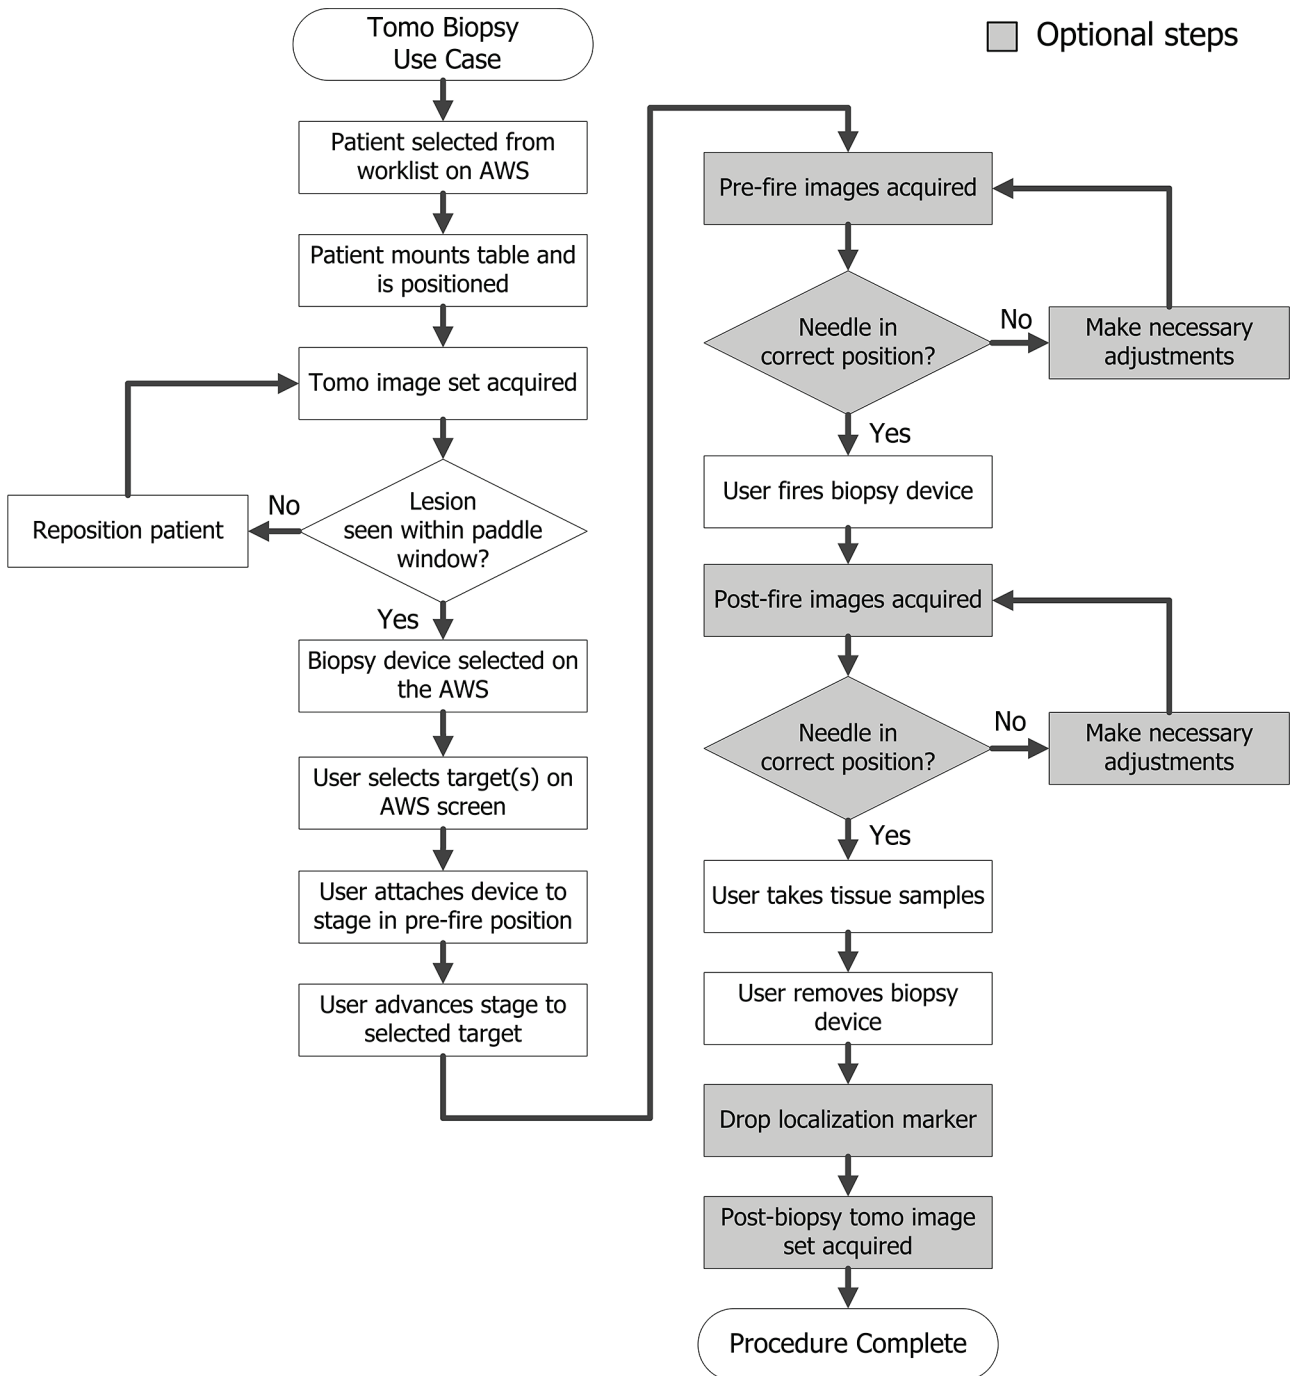 Tomo Biopsy
Use Case
Optional steps
Patient selected from
worklist on AWS
Patient mounts table and
is positioned
Tomo image set acquired
Lesion
seen within paddle
window?
No
Reposition patient
Yes
Biopsy device selected on
the AWS
User selects target(s) on
AWS screen
User attaches device to
stage in pre-fire position
User advances stage to
selected target
Pre-fire images acquired
Needle in
correct position?
No
Make necessary
adjustments
Yes
User fires biopsy device
Post-fire images acquired
Needle in
correct position?
No
Make necessary
adjustments
Yes
User takes tissue samples
User removes biopsy
device
Drop localization marker
Post-biopsy tomo image
set acquired
Procedure Complete